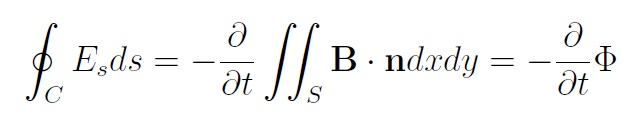 ∮_C E_s ds = −∂/∂t ∬_S **B** · **n** dxdy = −∂/∂t Φ